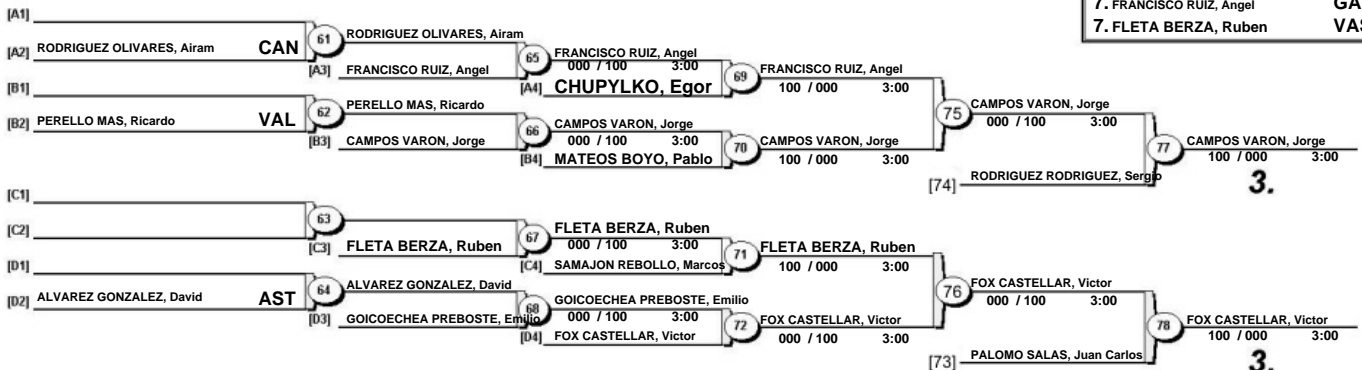 7. FRANCISCO RUIZ, Angel
7. FLETA BERZA, Ruben VAS
[A1]
[A2] RODRIGUEZ OLIVARES, Airam CAN
61
RODRIGUEZ OLIVARES, Airam
[A3] FRANCISCO RUIZ, Angel
65
FRANCISCO RUIZ, Angel
000 / 100 3:00
[A4] CHUPYLKO, Egor
69
FRANCISCO RUIZ, Angel
100 / 000 3:00
[B1]
[B2] PERELLO MAS, Ricardo VAL
62
PERELLO MAS, Ricardo
[B3] CAMPOS VARON, Jorge
66
CAMPOS VARON, Jorge
000 / 100 3:00
[B4] MATEOS BOYO, Pablo
70
CAMPOS VARON, Jorge
100 / 000 3:00
75
CAMPOS VARON, Jorge
000 / 100 3:00
[74] RODRIGUEZ RODRIGUEZ, Sergio
77
CAMPOS VARON, Jorge
100 / 000 3:00
3.
[C1]
[C2]
63
[C3] FLETA BERZA, Ruben
67
FLETA BERZA, Ruben
000 / 100 3:00
[C4] SAMAJON REBOLLO, Marcos
71
FLETA BERZA, Ruben
100 / 000 3:00
[D1]
[D2] ALVAREZ GONZALEZ, David AST
64
ALVAREZ GONZALEZ, David
[D3] GOICOECHEA PREBOSTE, Emilio
68
GOICOECHEA PREBOSTE, Emilio
000 / 100 3:00
[D4] FOX CASTELLAR, Victor
72
FOX CASTELLAR, Victor
000 / 100 3:00
76
FOX CASTELLAR, Victor
000 / 100 3:00
[73] PALOMO SALAS, Juan Carlos
78
FOX CASTELLAR, Victor
100 / 000 3:00
3.